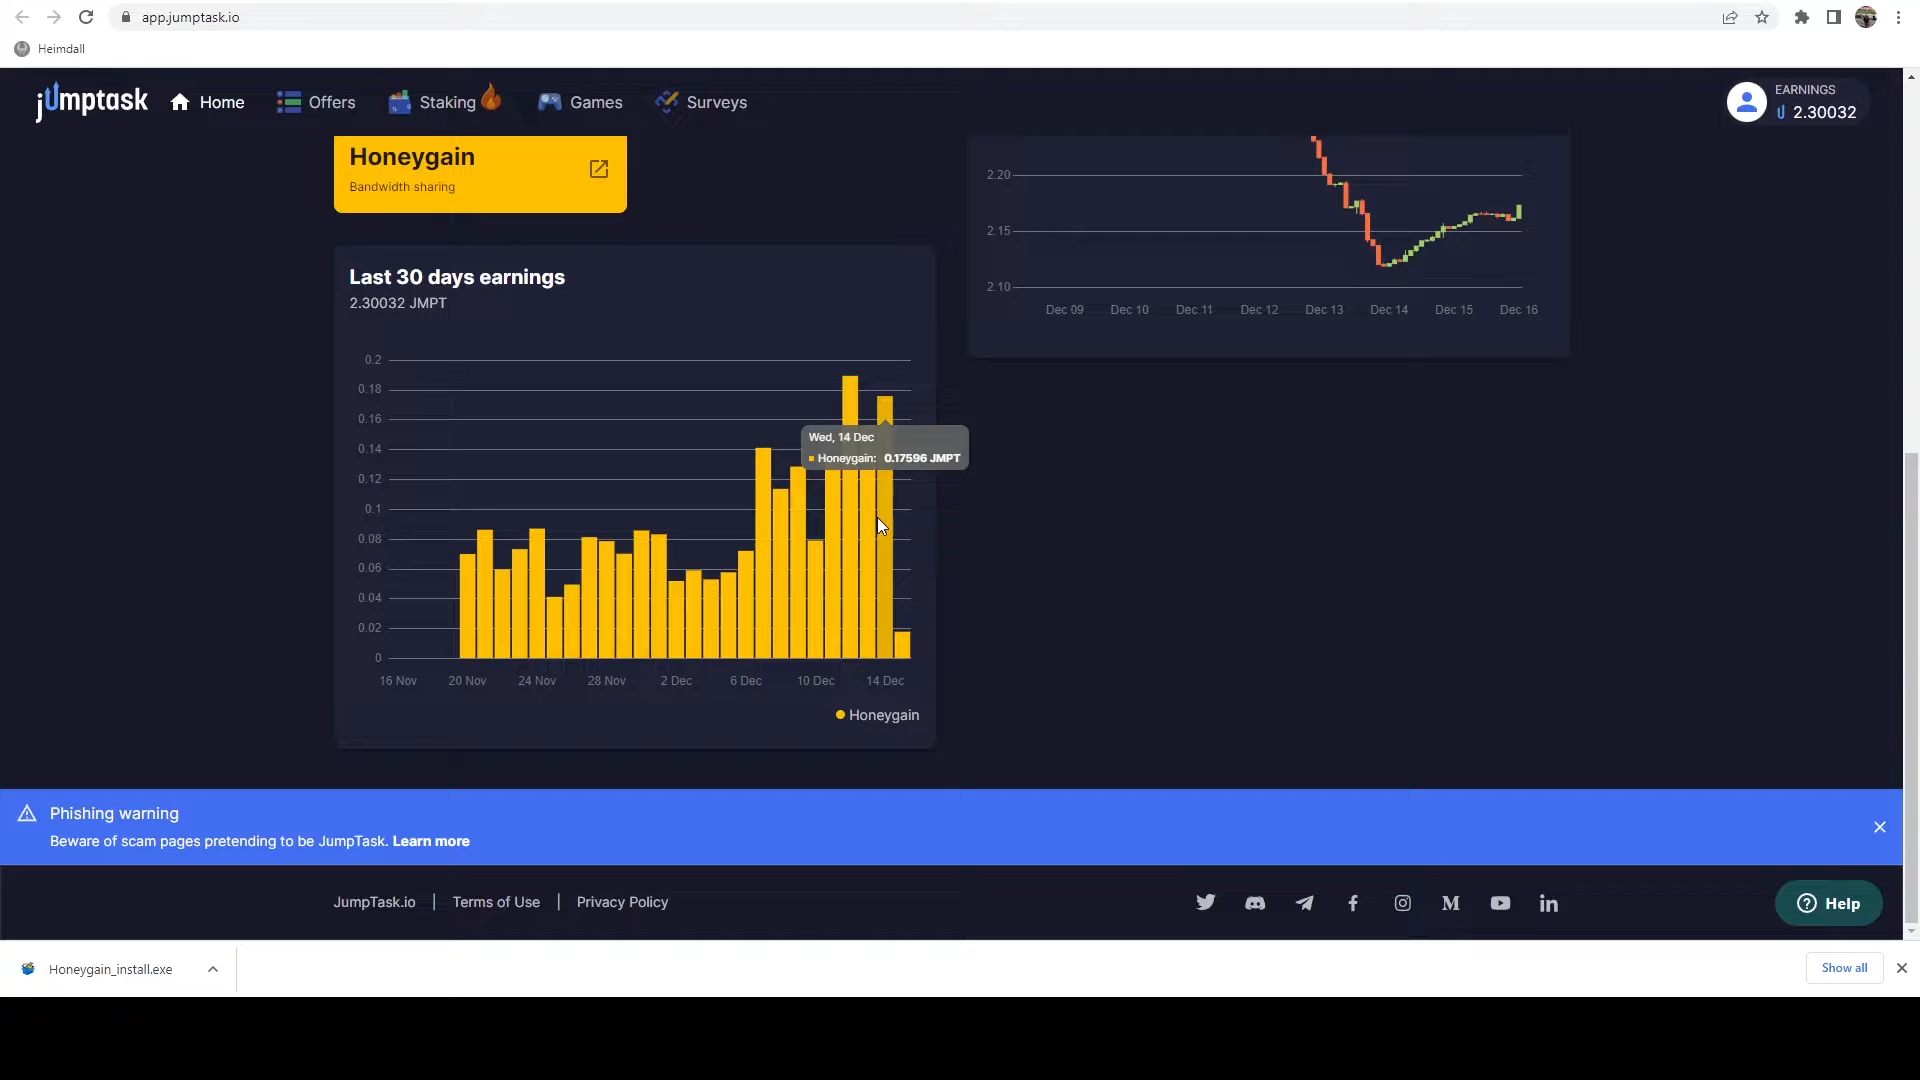 app.jumptask.io
Heimdall
jumptask
Home
Offers
Staking
Games
Surveys
EARNINGS
2.30032
Honeygain
Bandwidth sharing
2.20
2.15
2.10
Dec 09 Dec 10 Dec 11 Dec 12 Dec 13 Dec 14 Dec 15 Dec 16
Last 30 days earnings
2.30032 JMPT
0.2
0.18
0.16
0.14
0.12
0.1
0.08
0.06
0.04
0.02
0
Wed, 14 Dec
Honeygain: 0.17596 JMPT
16 Nov 20 Nov 24 Nov 28 Nov 2 Dec 6 Dec 10 Dec 14 Dec
Honeygain
Phishing warning
Beware of scam pages pretending to be JumpTask. Learn more
JumpTask.io | Terms of Use | Privacy Policy
Help
Honeygain_install.exe
Show all